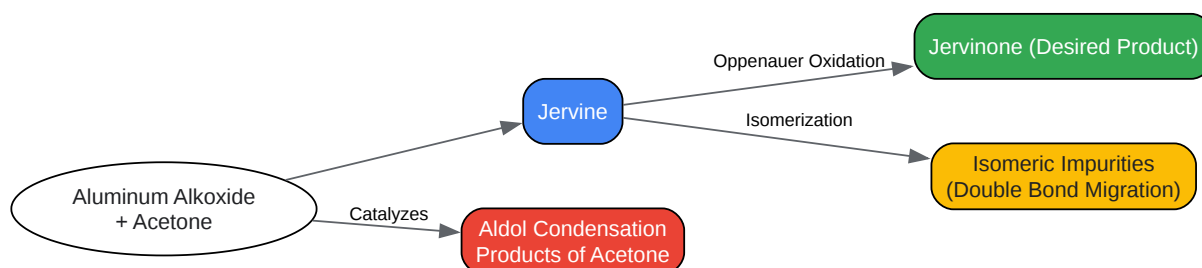 Jervinone (Desired Product)
Oppenauer Oxidation
Jervine
Isomerization
Isomeric Impurities
(Double Bond Migration)
Aluminum Alkoxide
+ Acetone
Catalyzes
Aldol Condensation
Products of Acetone